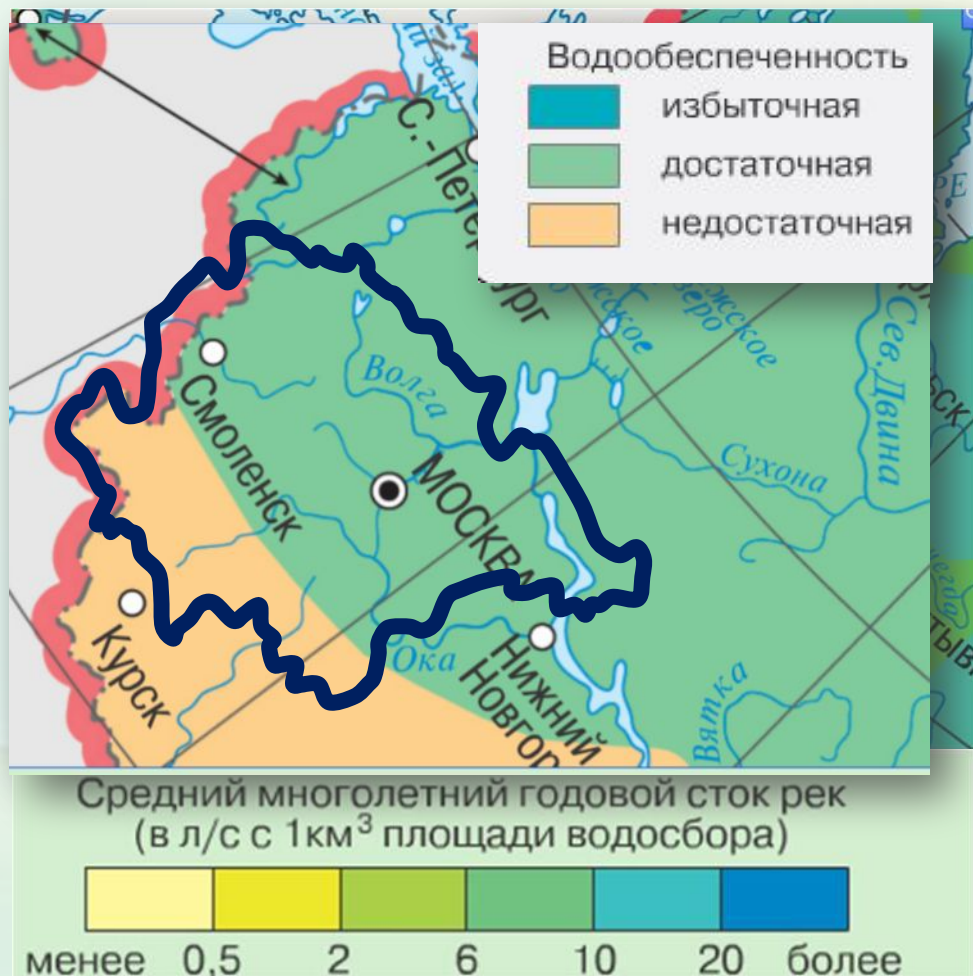 Водообеспеченность
избыточная
достаточная
недостаточная
С.-Петербург
Сев.Двина
Смоленск
Волга
МОСКВА
Сухона
Курск
Ока
Нижний
Новгор
Вятка
Средний многолетний годовой сток рек
(в л/с с 1км³ площади водосбора)
менее 0,5 2 6 10 20 более